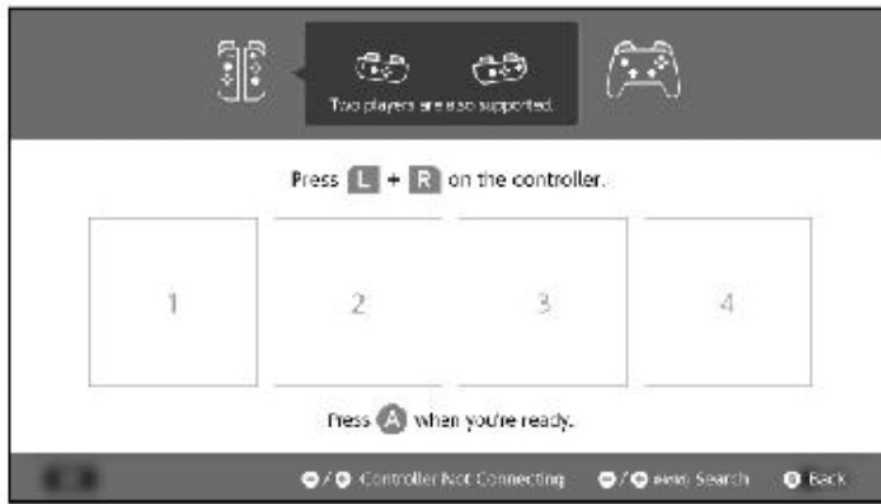 Two players are also supported.
Press L + R on the controller.
1 2 3 4
Press A when you're ready.
Controller Not Connecting Search Back